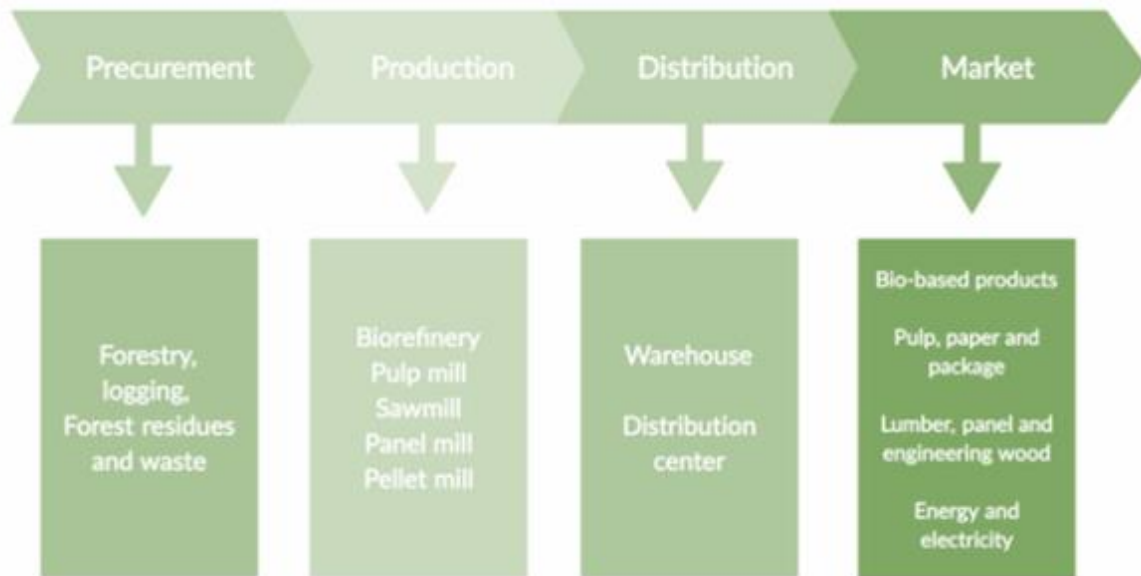 Precurement
Production
Distribution
Market
Forestry,
logging,
Forest residues
and waste
Biorefinery
Pulp mill
Sawmill
Panel mill
Pellet mill
Warehouse
Distribution
center
Bio-based products
Pulp, paper and
package
Lumber, panel and
engineering wood
Energy and
electricity